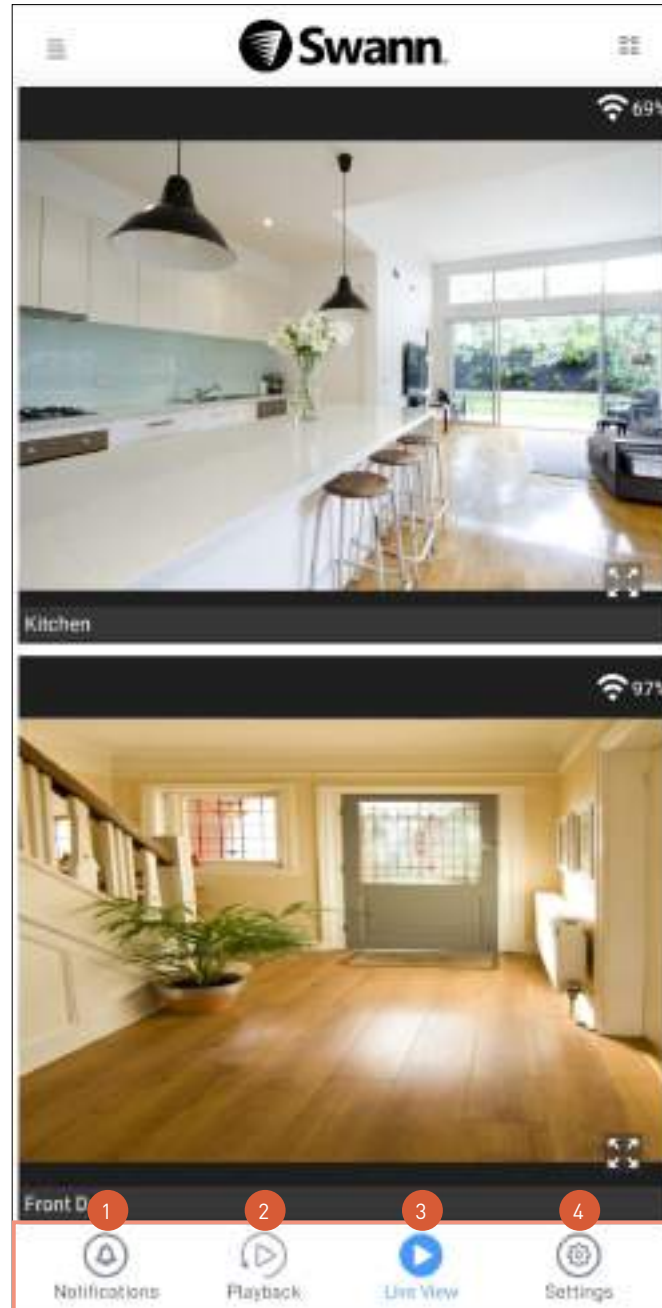 Swann
69%
Kitchen
97%
Front D
1 2 3 4
Notifications Playback Live View Settings